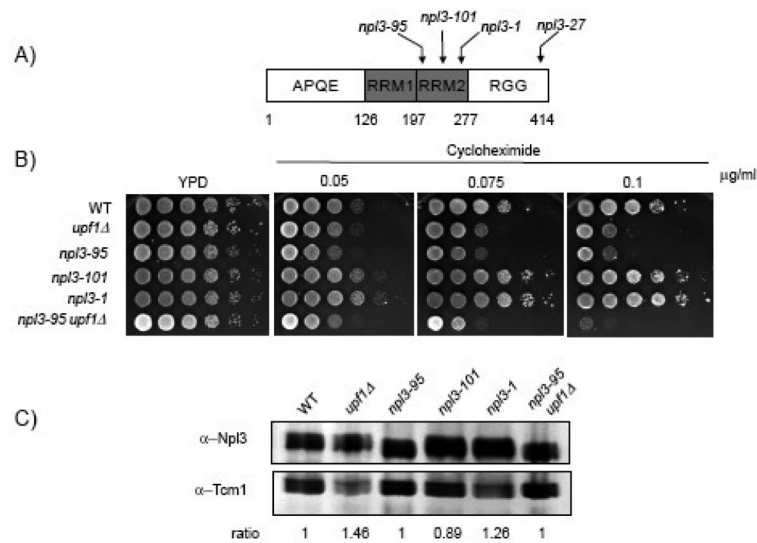 A)
npl3-95
npl3-101
npl3-1
npl3-27
APQE RRM1 RRM2 RGG
1 126 197 277 414
B)
Cycloheximide
YPD 0.05 0.075 0.1 µg/ml
WT
upf1Δ
npl3-95
npl3-101
npl3-1
npl3-95 upf1Δ
C)
WT upf1Δ npl3-95 npl3-101 npl3-1 npl3-95 upf1Δ
α–Npl3
α–Tcm1
ratio 1 1.46 1 0.89 1.26 1